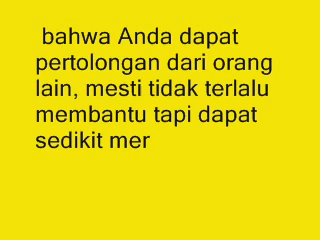 bahwa Anda dapat
pertolongan dari orang
lain, mesti tidak terlalu
membantu tapi dapat
sedikit mer